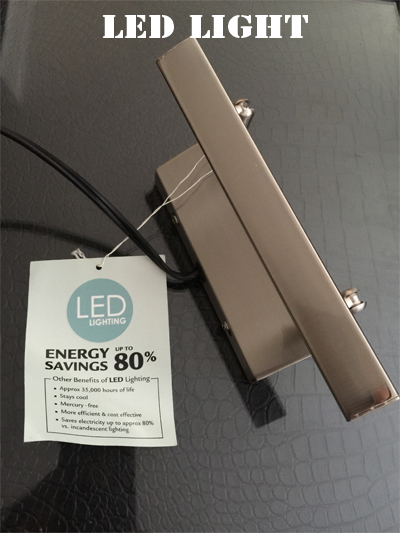 LED LIGHT
LED
LIGHTING
ENERGY UP TO
SAVINGS 80%
Other Benefits of LED Lighting
• Approx 35,000 hours of life
• Stays cool
• Mercury - free
• More efficient & cost effective
• Saves electricity up to approx 80%
vs. incandescent lighting.